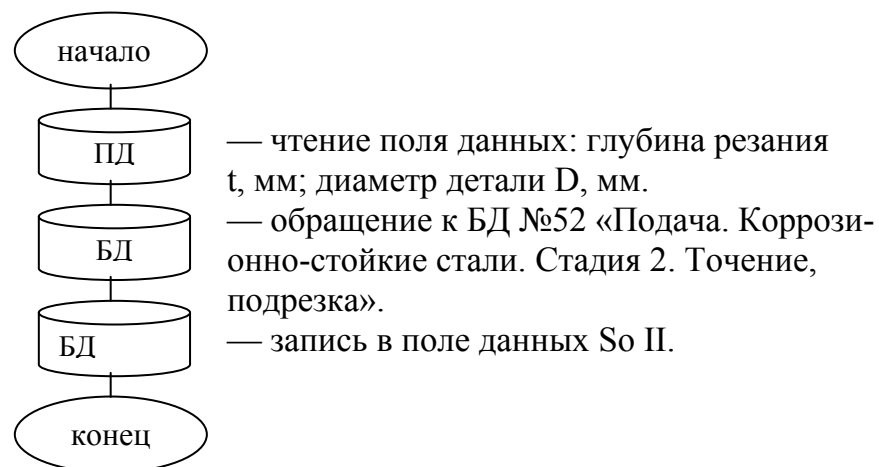 начало
ПД
— чтение поля данных: глубина резания
t, мм; диаметр детали D, мм.
— обращение к БД №52 «Подача. Коррози-
БД
онно-стойкие стали. Стадия 2. Точение,
подрезка».
БД
— запись в поле данных So II.
конец